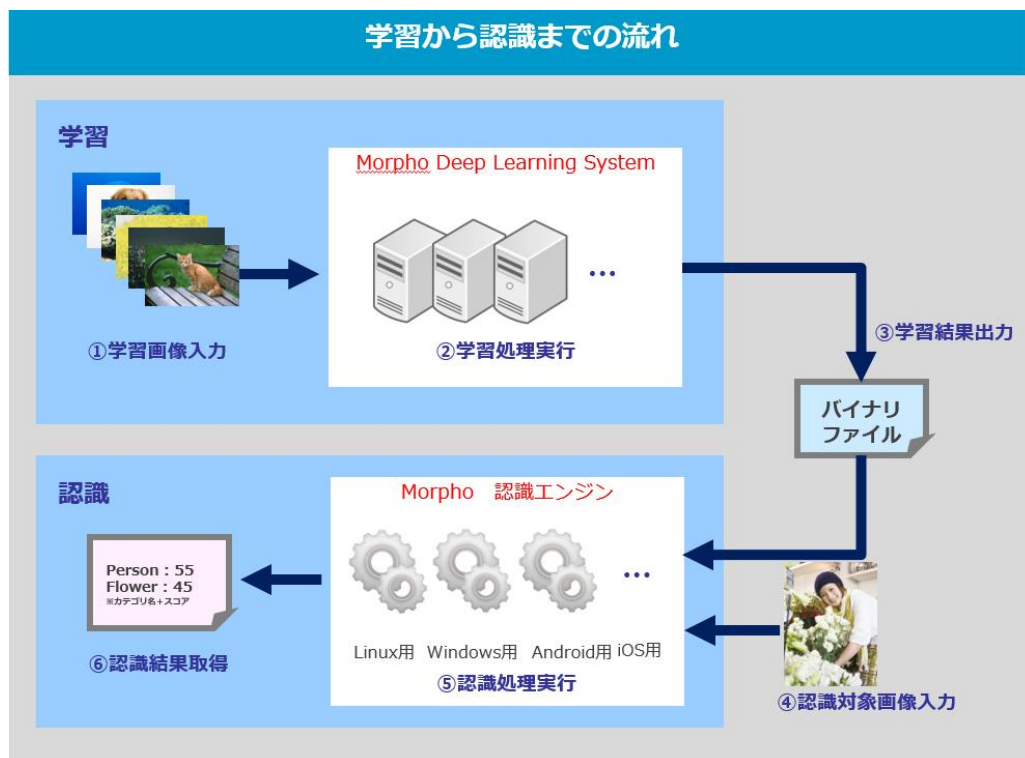 学習から認識までの流れ
学習
Morpho Deep Learning System
…
①学習画像入力
②学習処理実行
③学習結果出力
バイナリ
ファイル
認識
Morpho 認識エンジン
Person：55
Flower：45
※カテゴリ名+スコア
…
Linux用 Windows用 Android用 iOS用
⑥認識結果取得
⑤認識処理実行
④認識対象画像入力